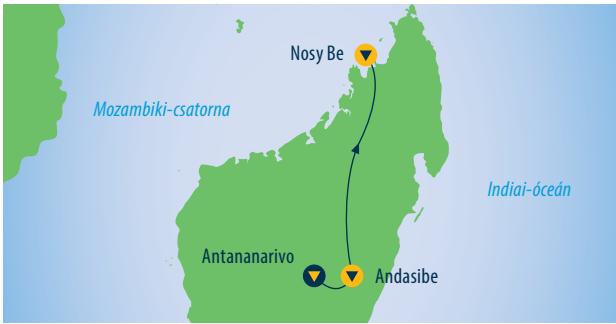 Nosy Be
Mozambiki-csatorna
Indiai-óceán
Antananarivo
Andasibe